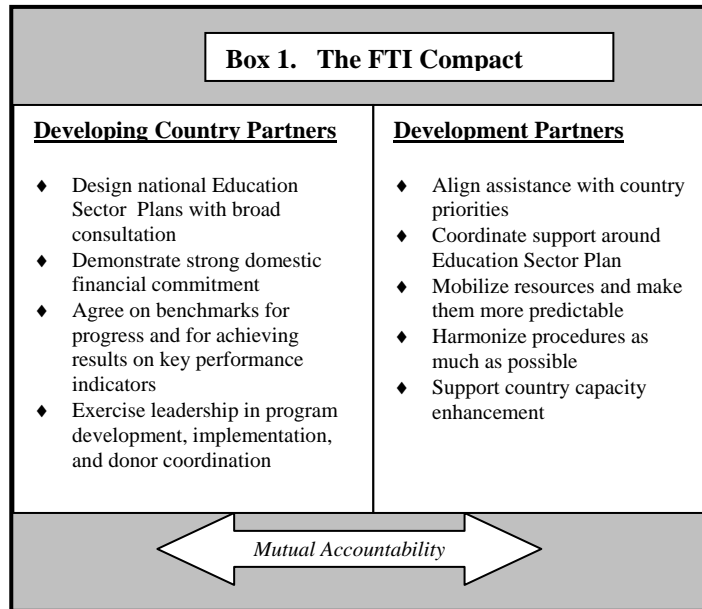 Box 1. The FTI Compact
Developing Country Partners
♦ Design national Education
Sector Plans with broad
consultation
♦ Demonstrate strong domestic
financial commitment
♦ Agree on benchmarks for
progress and for achieving
results on key performance
indicators
♦ Exercise leadership in program
development, implementation,
and donor coordination
Development Partners
♦ Align assistance with country
priorities
♦ Coordinate support around
Education Sector Plan
♦ Mobilize resources and make
them more predictable
♦ Harmonize procedures as
much as possible
♦ Support country capacity
enhancement
Mutual Accountability